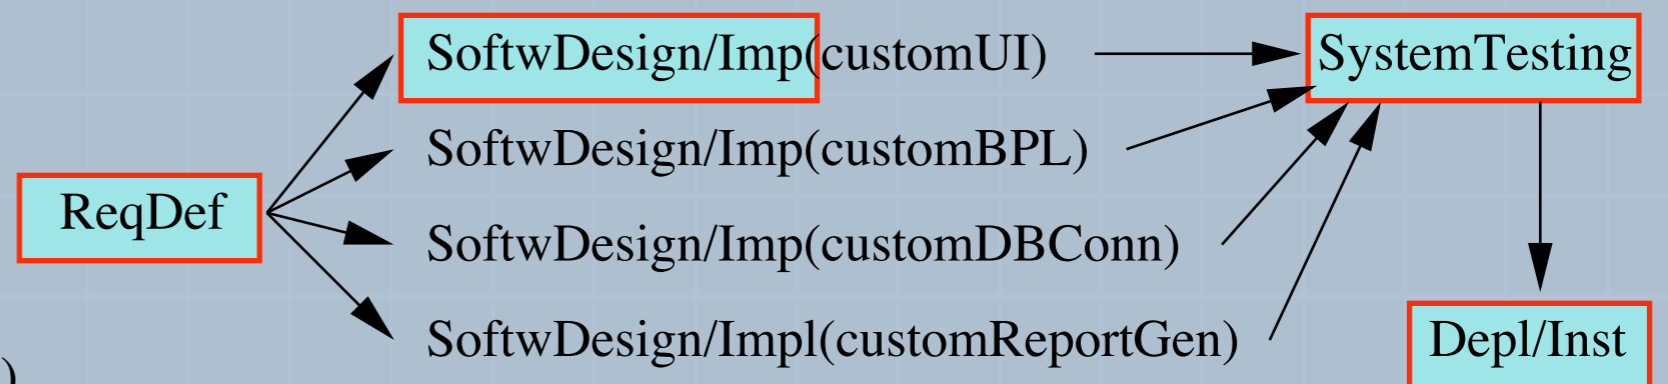 SoftwDesign/Imp(customUI)
SystemTesting
SoftwDesign/Imp(customBPL)
ReqDef
SoftwDesign/Imp(customDBConn)
SoftwDesign/Impl(customReportGen)
Depl/Inst
)